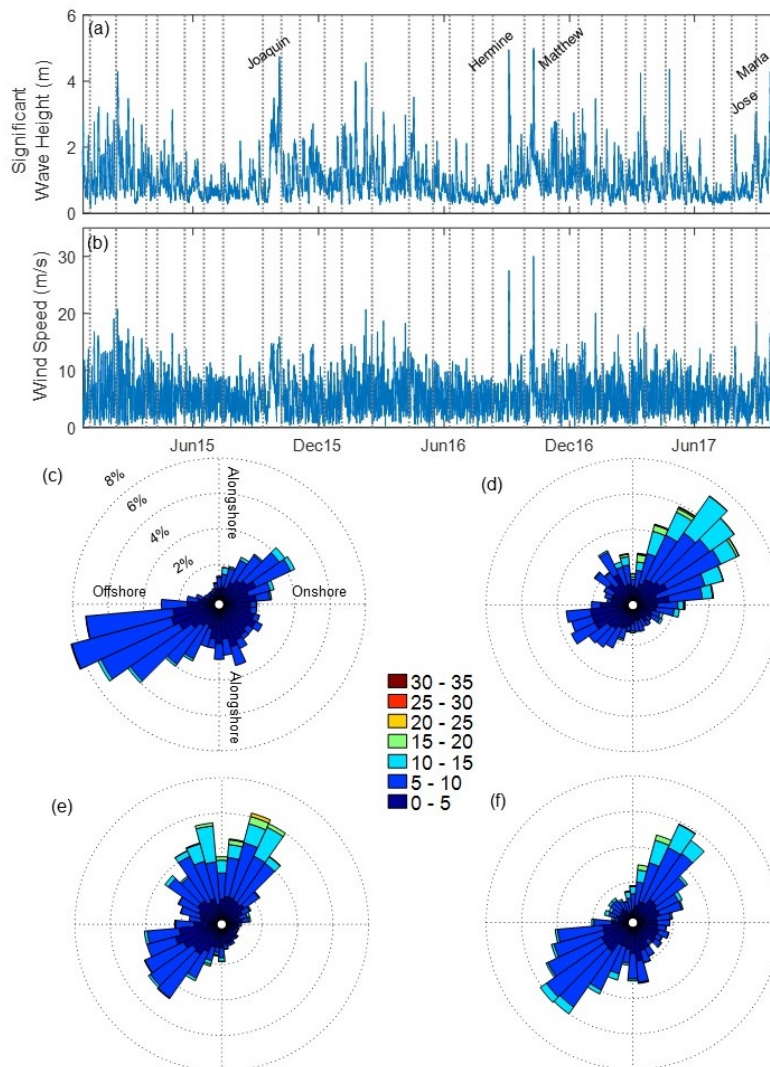 (a)
6
4
2
0
Significant
Wave Height (m)
Joaquin
Hermine
Matthew
Maria
Jose
(b)
30
20
10
0
Wind Speed (m/s)
Jun15
Dec15
Jun16
Dec16
Jun17
(c)
8%
6%
4%
2%
Alongshore
Offshore
Onshore
Alongshore
(d)
30 - 35
25 - 30
20 - 25
15 - 20
10 - 15
5 - 10
0 - 5
(e)
(f)